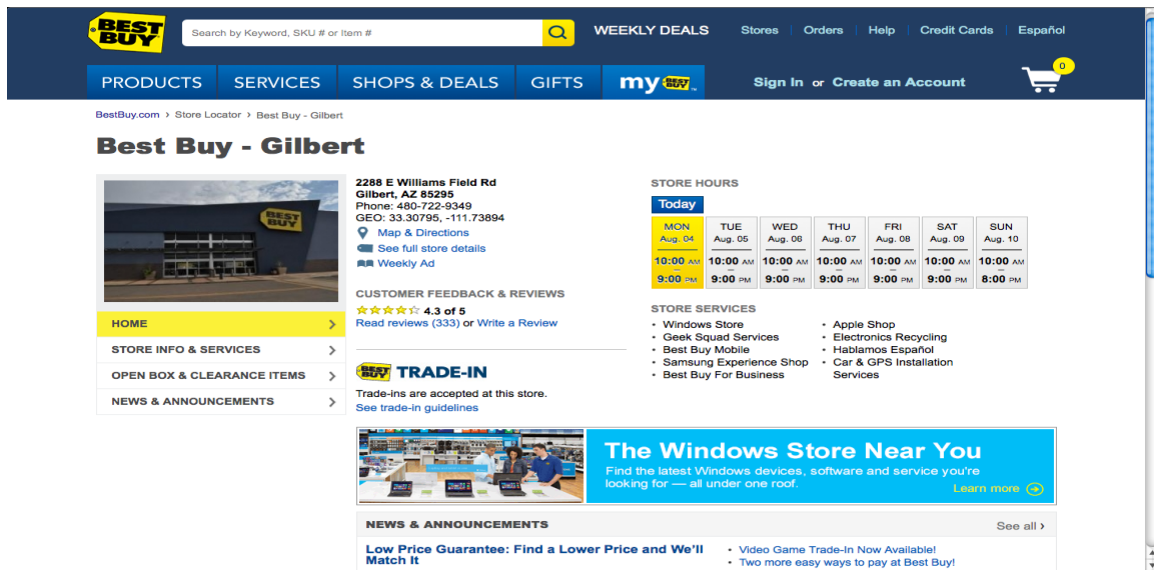 BEST BUY
Search by Keyword, SKU # or Item #
WEEKLY DEALS
Stores
Orders
Help
Credit Cards
Español
PRODUCTS
SERVICES
SHOPS & DEALS
GIFTS
my BEST BUY™
Sign In or Create an Account
0
BestBuy.com › Store Locator › Best Buy - Gilbert
Best Buy - Gilbert
BEST BUY
HOME
STORE INFO & SERVICES
OPEN BOX & CLEARANCE ITEMS
NEWS & ANNOUNCEMENTS
2288 E Williams Field Rd
Gilbert, AZ 85295
Phone: 480-722-9349
GEO: 33.30795, -111.73894
Map & Directions
See full store details
Weekly Ad
CUSTOMER FEEDBACK & REVIEWS
4.3 of 5
Read reviews (333) or Write a Review
BEST BUY TRADE-IN
Trade-ins are accepted at this store.
See trade-in guidelines
STORE HOURS
Today
MON TUE WED THU FRI SAT SUN
Aug. 04 Aug. 05 Aug. 06 Aug. 07 Aug. 08 Aug. 09 Aug. 10
10:00 AM 10:00 AM 10:00 AM 10:00 AM 10:00 AM 10:00 AM 10:00 AM
– – – – – – –
9:00 PM 9:00 PM 9:00 PM 9:00 PM 9:00 PM 9:00 PM 8:00 PM
STORE SERVICES
• Windows Store
• Geek Squad Services
• Best Buy Mobile
• Samsung Experience Shop
• Best Buy For Business
• Apple Shop
• Electronics Recycling
• Hablamos Español
• Car & GPS Installation
Services
The Windows Store Near You
Find the latest Windows devices, software and service you're
looking for — all under one roof.
Learn more
NEWS & ANNOUNCEMENTS
See all ›
Low Price Guarantee: Find a Lower Price and We'll
Match It
• Video Game Trade-In Now Available!
• Two more easy ways to pay at Best Buy!